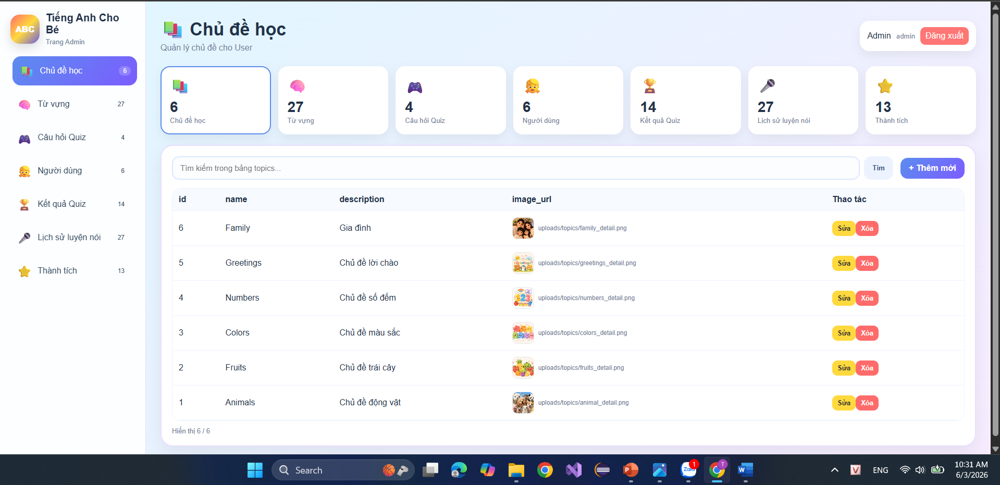 ABC
Tiếng Anh Cho
Bé
Trang Admin
Chủ đề học 6
Từ vựng 27
Câu hỏi Quiz 4
Người dùng 6
Kết quả Quiz 14
Lịch sử luyện nói 27
Thành tích 13
Chủ đề học
Quản lý chủ đề cho User
Admin admin Đăng xuất
6
Chủ đề học
27
Từ vựng
4
Câu hỏi Quiz
6
Người dùng
14
Kết quả Quiz
27
Lịch sử luyện nói
13
Thành tích
Tìm kiếm trong bảng topics... Tìm + Thêm mới
id name description image_url Thao tác
6 Family Gia đình uploads/topics/family_detail.png Sửa Xóa
5 Greetings Chủ đề lời chào uploads/topics/greetings_detail.png Sửa Xóa
4 Numbers Chủ đề số đếm uploads/topics/numbers_detail.png Sửa Xóa
3 Colors Chủ đề màu sắc uploads/topics/colors_detail.png Sửa Xóa
2 Fruits Chủ đề trái cây uploads/topics/fruits_detail.png Sửa Xóa
1 Animals Chủ đề động vật uploads/topics/animal_detail.png Sửa Xóa
Hiển thị 6 / 6
Search
P
Zalo
1
T
W
V
ENG
10:31 AM
6/3/2026